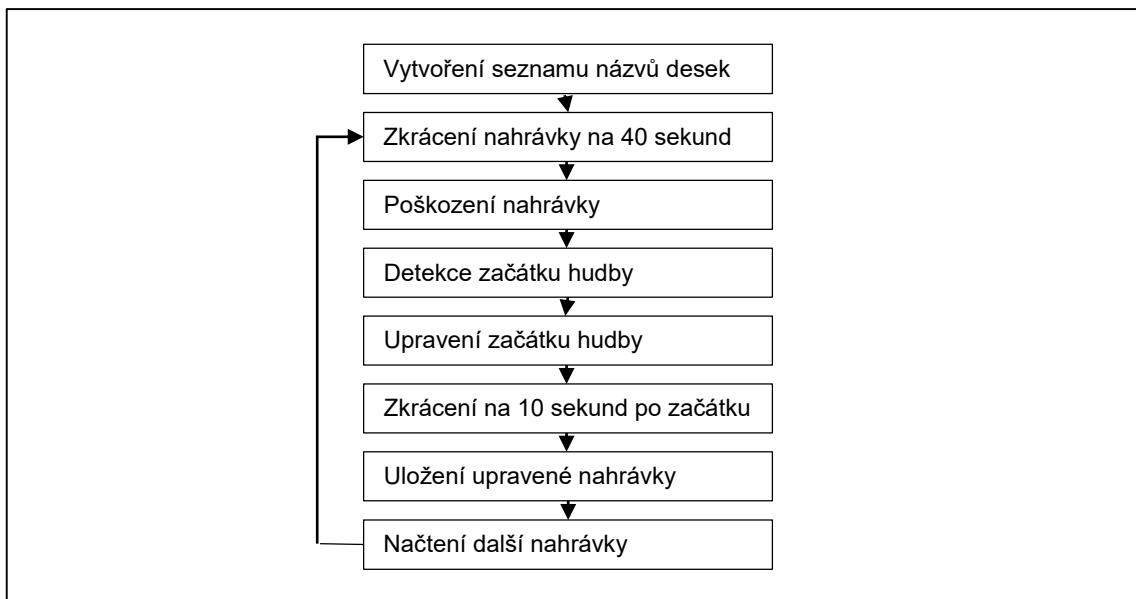 Vytvoření seznamu názvů desek
Zkrácení nahrávky na 40 sekund
Poškození nahrávky
Detekce začátku hudby
Upravení začátku hudby
Zkrácení na 10 sekund po začátku
Uložení upravené nahrávky
Načtení další nahrávky